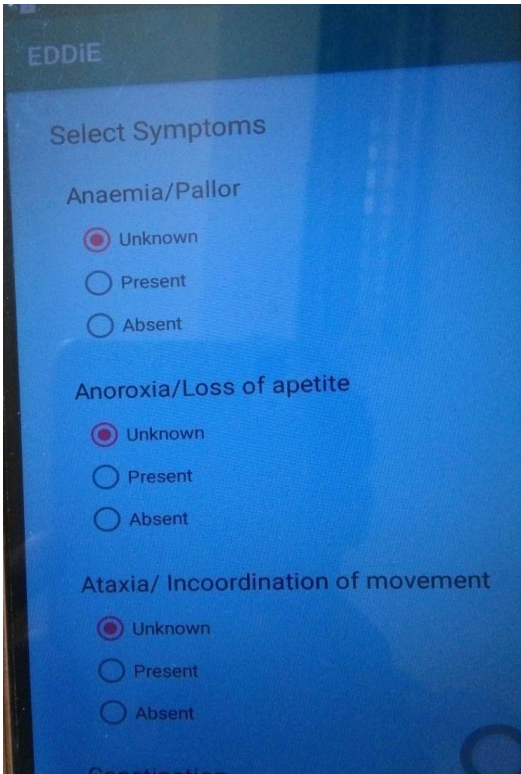 EDDiE
Select Symptoms
Anaemia/Pallor
Unknown
Present
Absent
Anoroxia/Loss of apetite
Unknown
Present
Absent
Ataxia/ Incoordination of movement
Unknown
Present
Absent